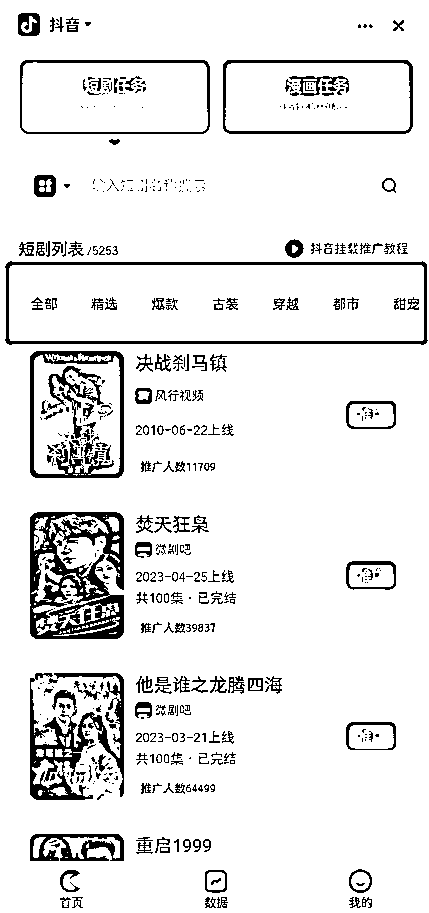 抖音
短剧任务
漫画任务
短剧列表 /5253
抖音挂载推广教程
全部 精选 爆款 古装 穿越 都市 甜宠
决战刹马镇
风行视频
2010-06-22上线
推广人数11709
焚天狂枭
微剧吧
2023-04-25上线
共100集·已完结
推广人数39837
他是谁之龙腾四海
微剧吧
2023-03-21上线
共100集·已完结
推广人数64499
重启1999
首页 数据 我的